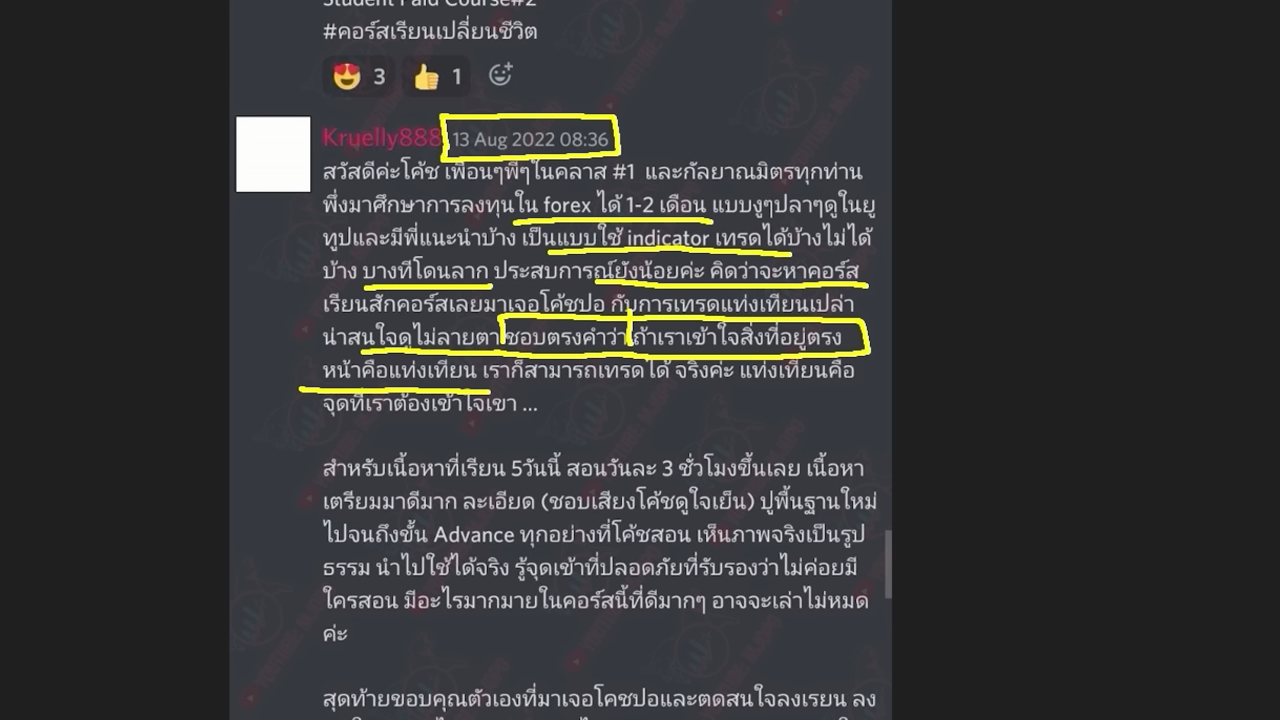 Student Paid Course#2
#คอร์สเรียนเปลี่ยนชีวิต
3 1
Kruelly888 13 Aug 2022 08:36
สวัสดีค่ะโค้ช เพื่อนๆพี่ๆในคลาส #1 และกัลยาณมิตรทุกท่าน
พึ่งมาศึกษาการลงทุนใน forex ได้ 1-2 เดือน แบบงูๆปลาๆดูในยู
ทูปและมีพี่แนะนำบ้าง เป็นแบบใช้ indicator เทรดได้บ้างไม่ได้
บ้าง บางทีโดนลาก ประสบการณ์ยังน้อยค่ะ คิดว่าจะหาคอร์ส
เรียนสักคอร์สเลยมาเจอโค้ชปอ กับการเทรดแท่งเทียนเปล่า
น่าสนใจดูไม่ลายตา ชอบตรงคำว่า ถ้าเราเข้าใจสิ่งที่อยู่ตรง
หน้าคือแท่งเทียน เราก็สามารถเทรดได้ จริงค่ะ แท่งเทียนคือ
จุดที่เราต้องเข้าใจเขา ...
สำหรับเนื้อหาที่เรียน 5วันนี้ สอนวันละ 3 ชั่วโมงขึ้นเลย เนื้อหา
เตรียมมาดีมาก ละเอียด (ชอบเสียงโค้ชดูใจเย็น) ปูพื้นฐานใหม่
ไปจนถึงขั้น Advance ทุกอย่างที่โค้ชสอน เห็นภาพจริงเป็นรูป
ธรรม นำไปใช้ได้จริง รู้จุดเข้าที่ปลอดภัยที่รับรองว่าไม่ค่อยมี
ใครสอน มีอะไรมากมายในคอร์สนี้ที่ดีมากๆ อาจจะเล่าไม่หมด
ค่ะ
สุดท้ายขอบคุณตัวเองที่มาเจอโคชปอและตดสนใจลงเรยน ลง